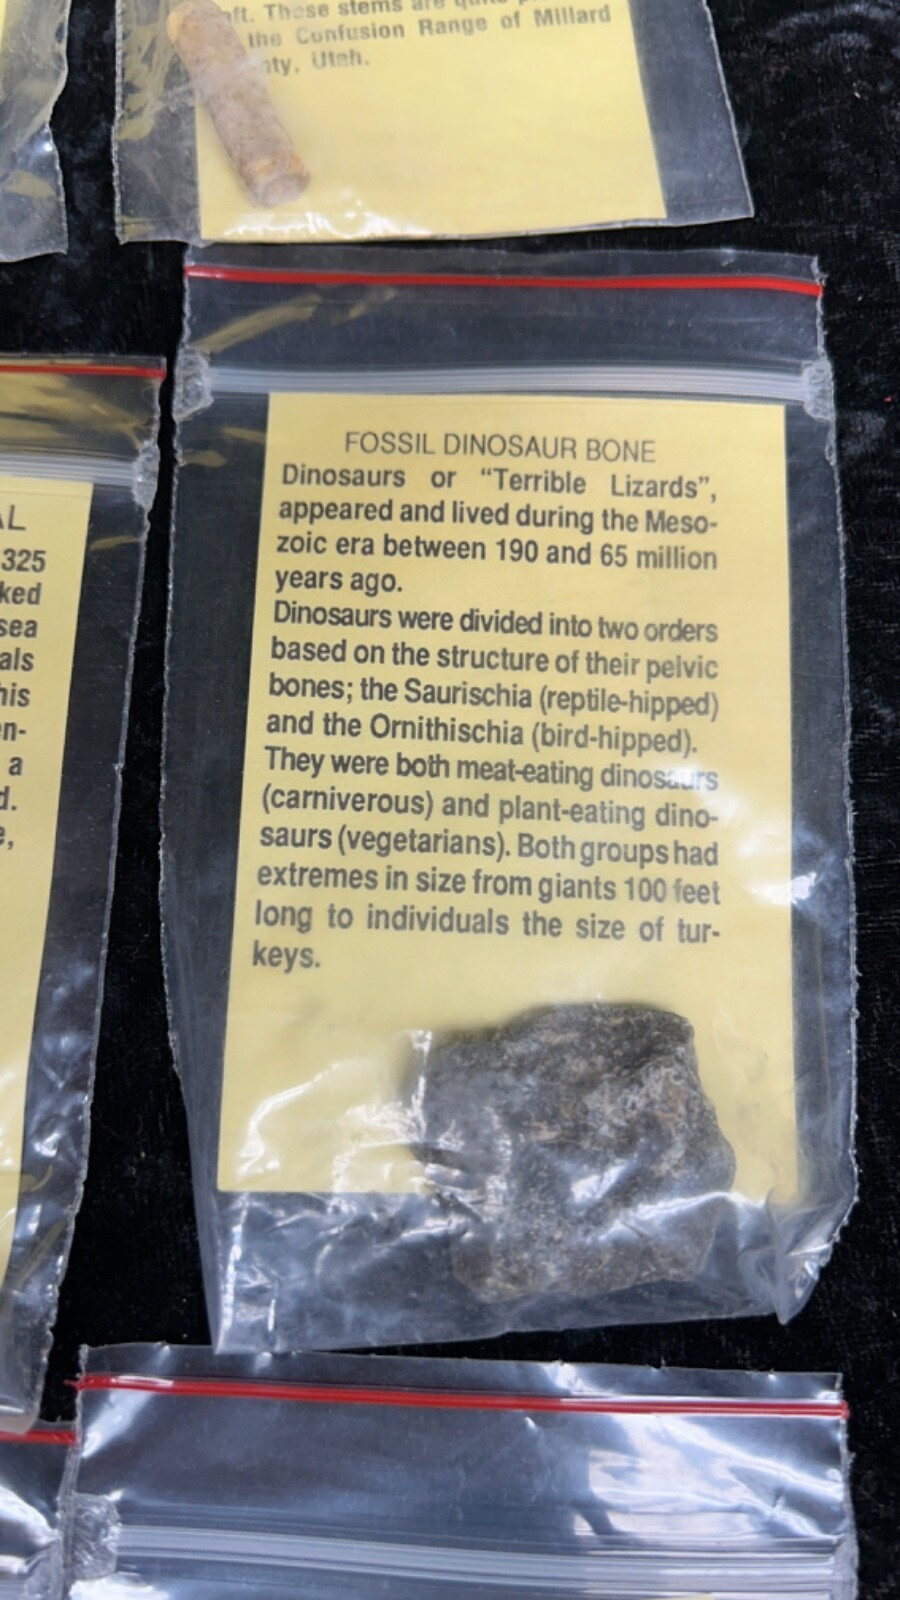 aft. These stems are quite
the Confusion Range of Millard
nty, Utah.
AL
325
ked
sea
als
his
en-
a
d.
e,
FOSSIL DINOSAUR BONE
Dinosaurs or “Terrible Lizards”,
appeared and lived during the Meso-
zoic era between 190 and 65 million
years ago.
Dinosaurs were divided into two orders
based on the structure of their pelvic
bones; the Saurischia (reptile-hipped)
and the Ornithischia (bird-hipped).
They were both meat-eating dinosaurs
(carniverous) and plant-eating dino-
saurs (vegetarians). Both groups had
extremes in size from giants 100 feet
long to individuals the size of tur-
keys.